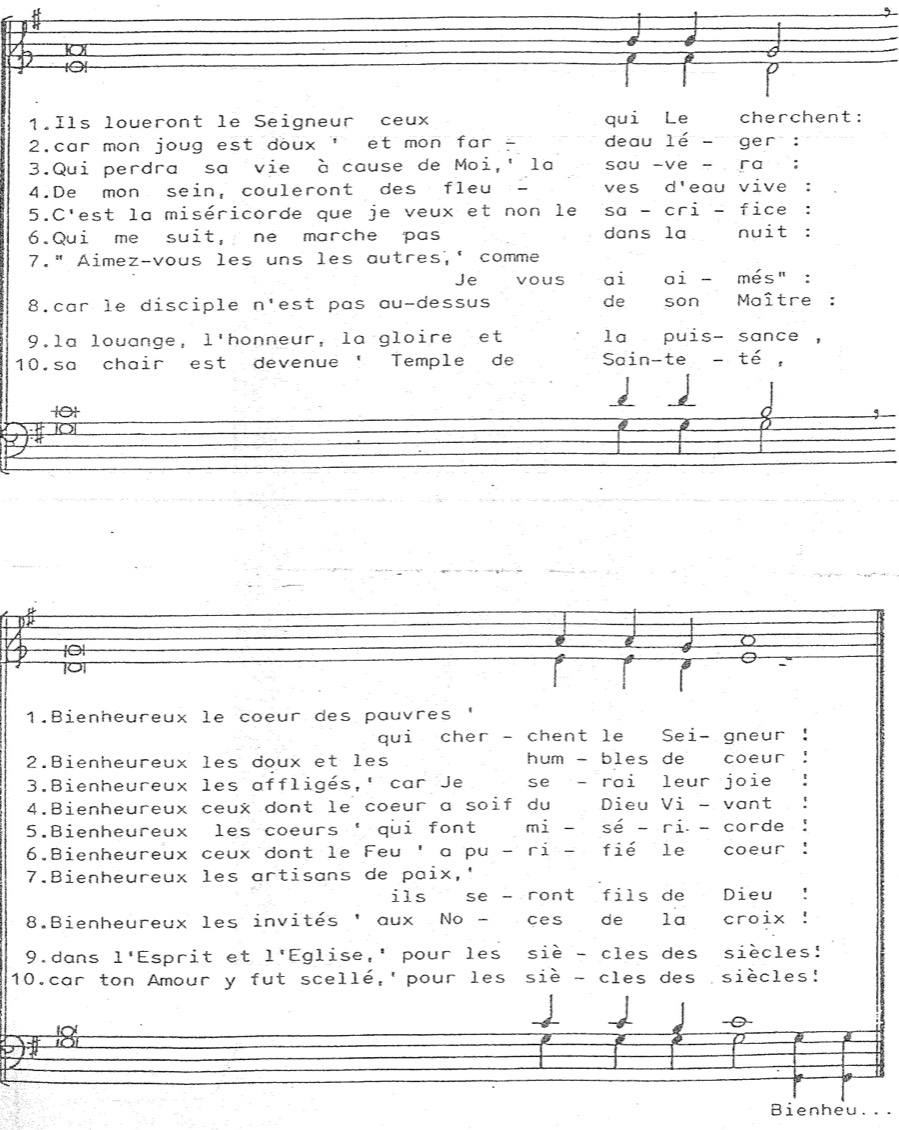 1.Ils loueront le Seigneur ceux qui Le cherchent:
2.car mon joug est doux ' et mon far - deau lé - ger :
3.Qui perdra sa vie à cause de Moi,' la sau -ve - ra :
4.De mon sein, couleront des fleu - ves d'eau vive :
5.C'est la miséricorde que je veux et non le sa - cri - fice :
6.Qui me suit, ne marche pas dans la nuit :
7." Aimez-vous les uns les autres,' comme
Je vous ai ai - més" :
8.car le disciple n'est pas au-dessus de son Maître :
9.la louange, l'honneur, la gloire et la puis- sance ,
10.sa chair est devenue ' Temple de Sain-te - té ,
1.Bienheureux le coeur des pauvres '
qui cher - chent le Sei- gneur !
2.Bienheureux les doux et les hum - bles de coeur !
3.Bienheureux les affligés,' car Je se - rai leur joie !
4.Bienheureux ceux dont le coeur a soif du Dieu Vi - vant !
5.Bienheureux les coeurs ' qui font mi - sé - ri - corde !
6.Bienheureux ceux dont le Feu ' a pu - ri - fié le coeur !
7.Bienheureux les artisans de paix,'
ils se - ront fils de Dieu !
8.Bienheureux les invités ' aux No - ces de la croix !
9.dans l'Esprit et l'Eglise,' pour les siè - cles des siècles!
10.car ton Amour y fut scellé,' pour les siè - cles des siècles!
Bienheu...